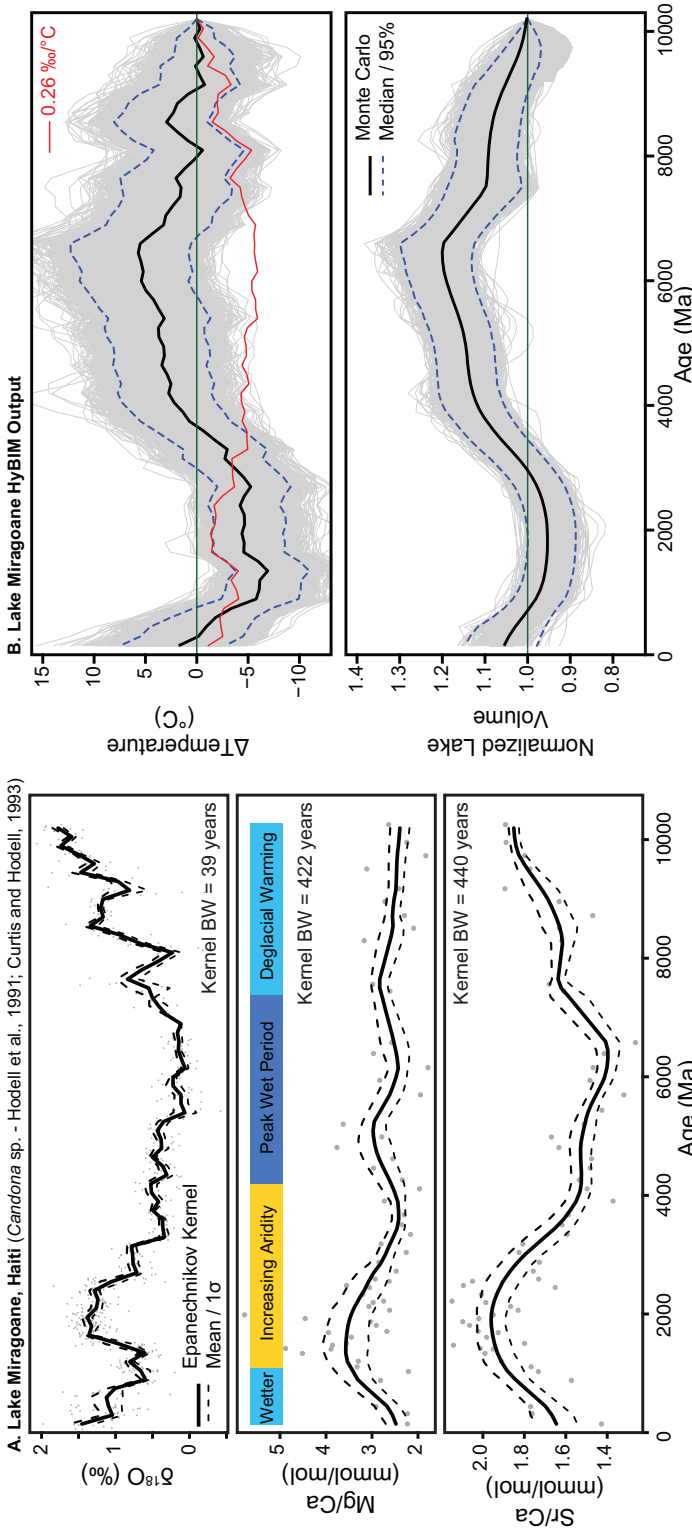 A. Lake Miragoane, Haiti (Candona sp. - Hodell et al., 1991; Curtis and Hodell, 1993)
2
1
0
δ¹⁸O (‰)
Epanechnikov Kernel
Mean / 1σ
Kernel BW = 39 years
5
4
3
2
Mg/Ca
(mmol/mol)
Wetter
Increasing Aridity
Peak Wet Period
Deglacial Warming
Kernel BW = 422 years
2.0
1.8
1.6
1.4
Sr/Ca
(mmol/mol)
Kernel BW = 440 years
0
2000
4000
6000
8000
10000
Age (Ma)
B. Lake Miragoane HyBIM Output
15
10
5
0
−5
−10
ΔTemperature
(°C)
0.26 ‰/°C
1.4
1.3
1.2
1.1
1.0
0.9
0.8
Normalized Lake
Volume
Monte Carlo
Median / 95%
0
2000
4000
6000
8000
10000
Age (Ma)